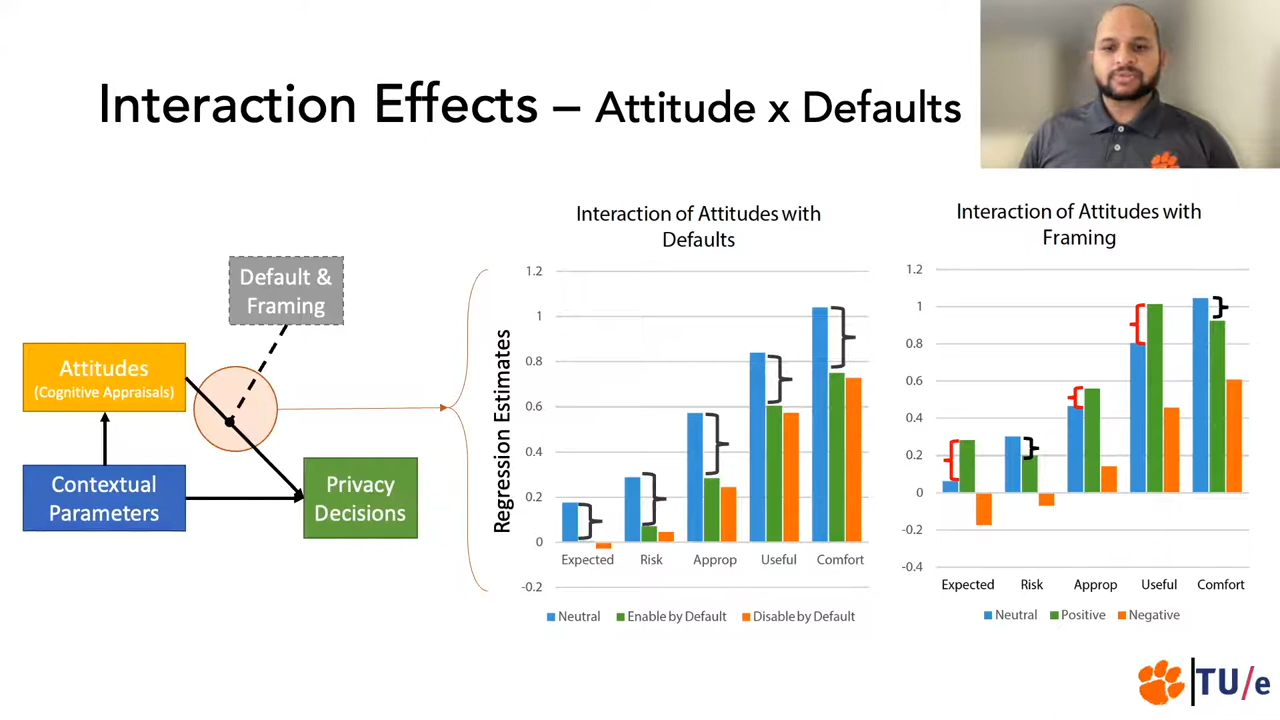 Interaction Effects – Attitude x Defaults
Default &
Framing
Attitudes
(Cognitive Appraisals)
Contextual
Parameters
Privacy
Decisions
Interaction of Attitudes with
Defaults
Regression Estimates
1.2
1
0.8
0.6
0.4
0.2
0
-0.2
Expected Risk Approp Useful Comfort
Neutral Enable by Default Disable by Default
Interaction of Attitudes with
Framing
1.2
1
0.8
0.6
0.4
0.2
0
-0.2
-0.4
Expected Risk Approp Useful Comfort
Neutral Positive Negative
TU/e